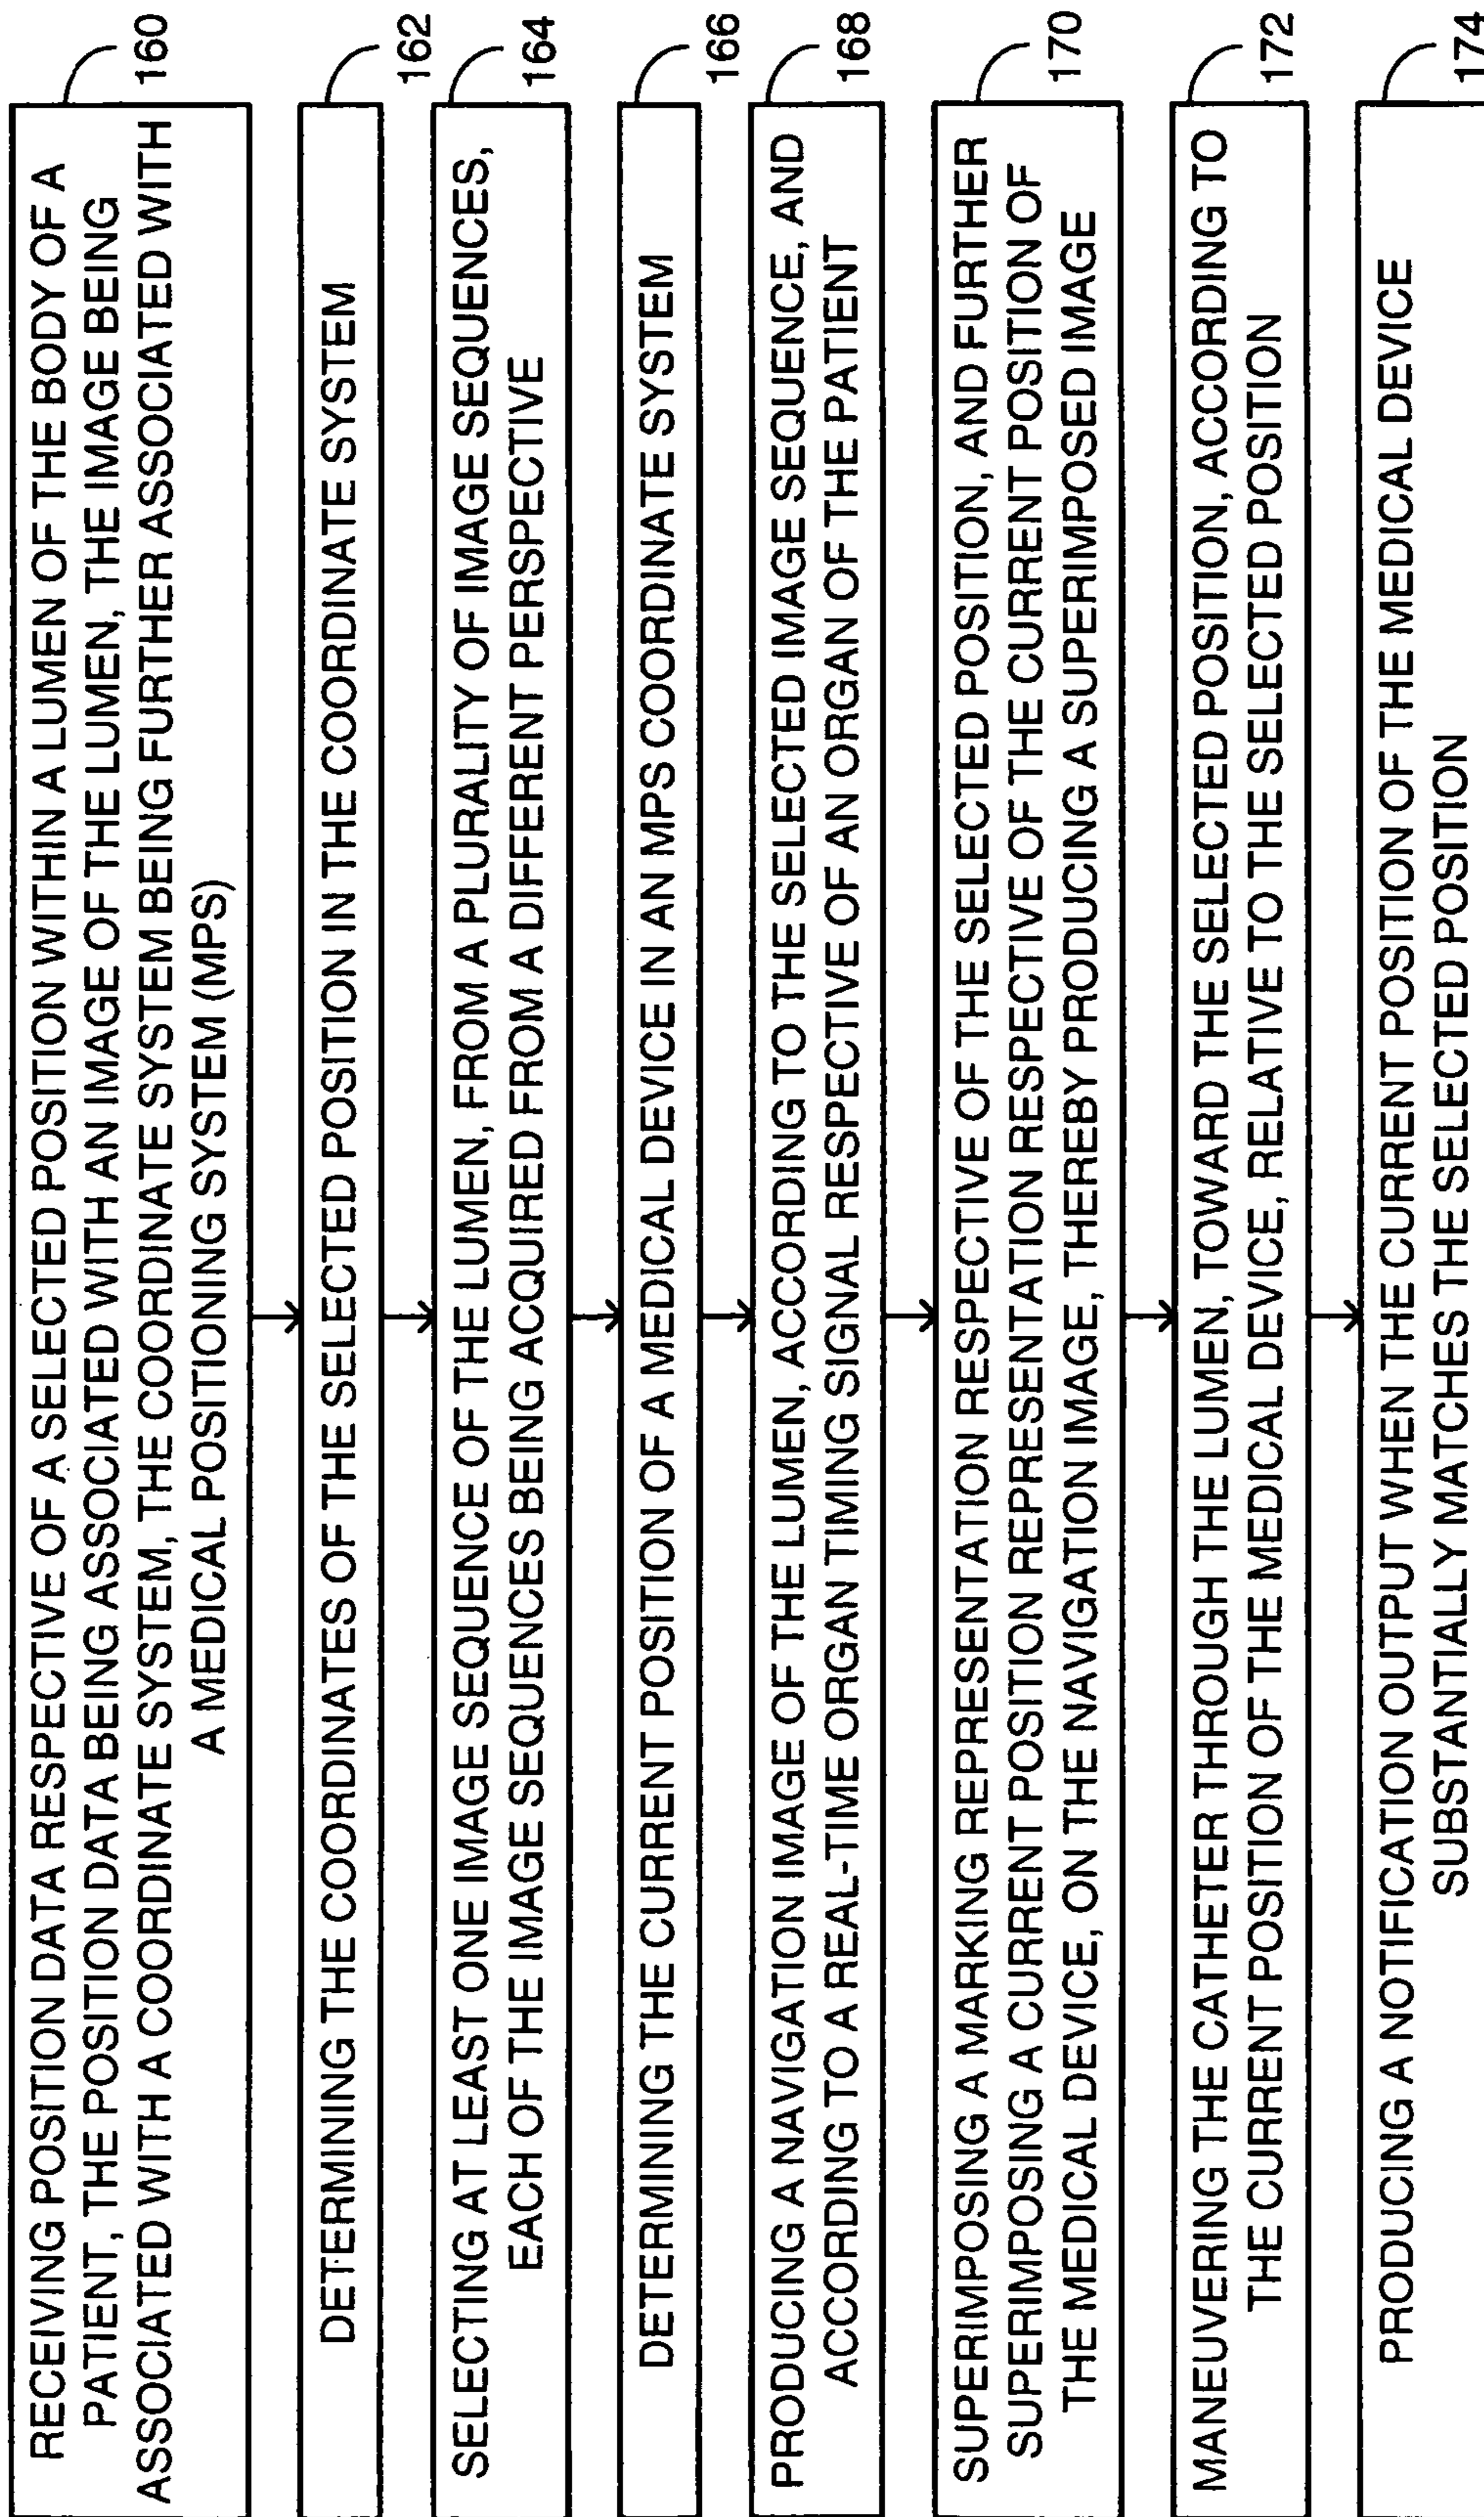 RECEIVING POSITION DATA RESPECTIVE OF A SELECTED POSITION WITHIN A LUMEN OF THE BODY OF A
PATIENT, THE POSITION DATA BEING ASSOCIATED WITH AN IMAGE OF THE LUMEN, THE IMAGE BEING
ASSOCIATED WITH A COORDINATE SYSTEM, THE COORDINATE SYSTEM BEING FURTHER ASSOCIATED WITH
A MEDICAL POSITIONING SYSTEM (MPS)
160
DETERMINING THE COORDINATES OF THE SELECTED POSITION IN THE COORDINATE SYSTEM
162
SELECTING AT LEAST ONE IMAGE SEQUENCE OF THE LUMEN, FROM A PLURALITY OF IMAGE SEQUENCES,
EACH OF THE IMAGE SEQUENCES BEING ACQUIRED FROM A DIFFERENT PERSPECTIVE
164
DETERMINING THE CURRENT POSITION OF A MEDICAL DEVICE IN AN MPS COORDINATE SYSTEM
166
PRODUCING A NAVIGATION IMAGE OF THE LUMEN, ACCORDING TO THE SELECTED IMAGE SEQUENCE, AND
ACCORDING TO A REAL-TIME ORGAN TIMING SIGNAL RESPECTIVE OF AN ORGAN OF THE PATIENT
168
SUPERIMPOSING A MARKING REPRESENTATION RESPECTIVE OF THE SELECTED POSITION, AND FURTHER
SUPERIMPOSING A CURRENT POSITION REPRESENTATION RESPECTIVE OF THE CURRENT POSITION OF
THE MEDICAL DEVICE, ON THE NAVIGATION IMAGE, THEREBY PRODUCING A SUPERIMPOSED IMAGE
170
MANEUVERING THE CATHETER THROUGH THE LUMEN, TOWARD THE SELECTED POSITION, ACCORDING TO
THE CURRENT POSITION OF THE MEDICAL DEVICE, RELATIVE TO THE SELECTED POSITION
172
PRODUCING A NOTIFICATION OUTPUT WHEN THE CURRENT POSITION OF THE MEDICAL DEVICE
SUBSTANTIALLY MATCHES THE SELECTED POSITION
174